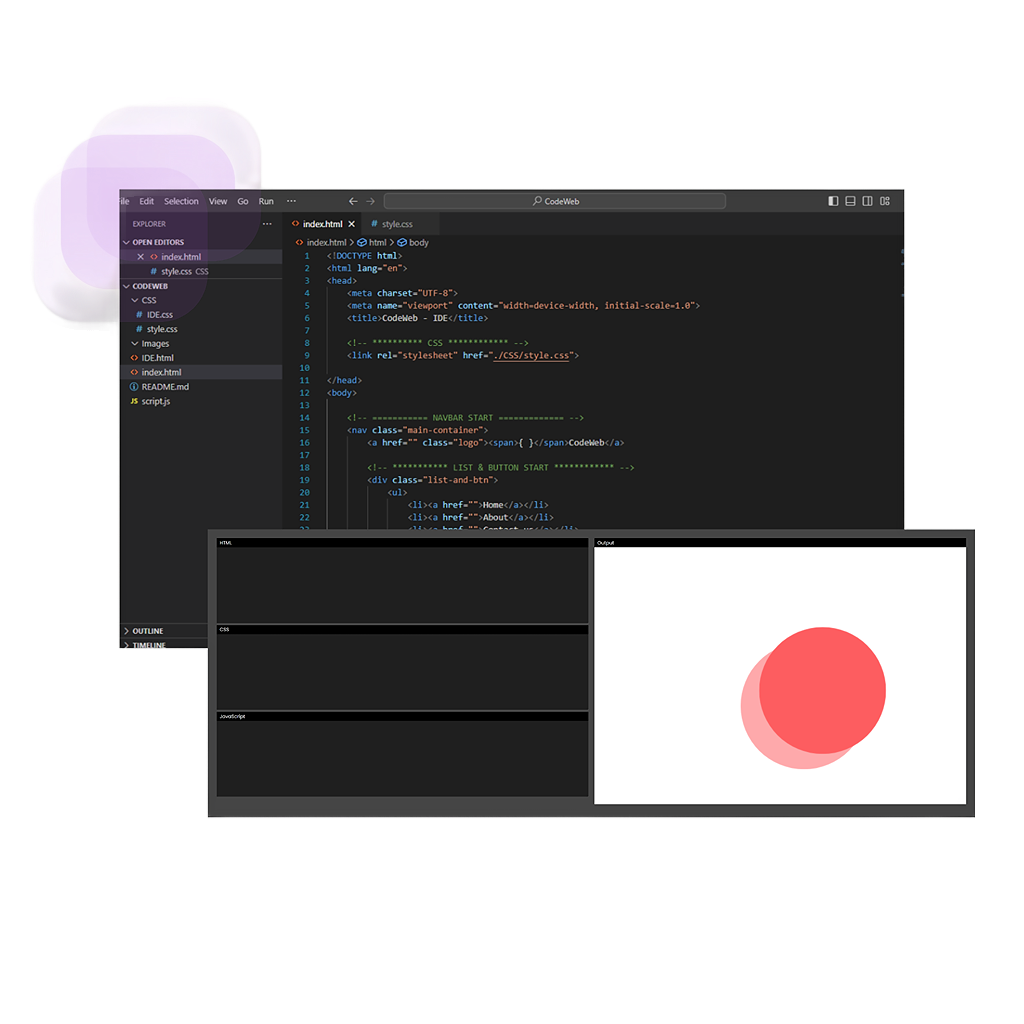 ile Edit Selection View Go Run ··· ← → CodeWeb
EXPLORER ···
OPEN EDITORS
index.html
# style.css CSS
CODEWEB
CSS
# IDE.css
# style.css
Images
<> IDE.html
<> index.html
README.md
JS script.js
OUTLINE
TIMELINE
<> index.html × # style.css
<> index.html > html > body
1 <!DOCTYPE html>
2 <html lang="en">
3 <head>
4 <meta charset="UTF-8">
5 <meta name="viewport" content="width=device-width, initial-scale=1.0">
6 <title>CodeWeb - IDE</title>
7
8 <!-- ********** CSS ************ -->
9 <link rel="stylesheet" href="./CSS/style.css">
10
11 </head>
12 <body>
13
14 <!-- =========== NAVBAR START ============= -->
15 <nav class="main-container">
16 <a href="" class="logo"><span>{ }</span>CodeWeb</a>
17
18 <!-- *********** LIST & BUTTON START ************ -->
19 <div class="list-and-btn">
20 <ul>
21 <li><a href="">Home</a></li>
22 <li><a href="">About</a></li>
23 <li><a href="">Contact us</a></li>
HTML
CSS
JavaScript
Output